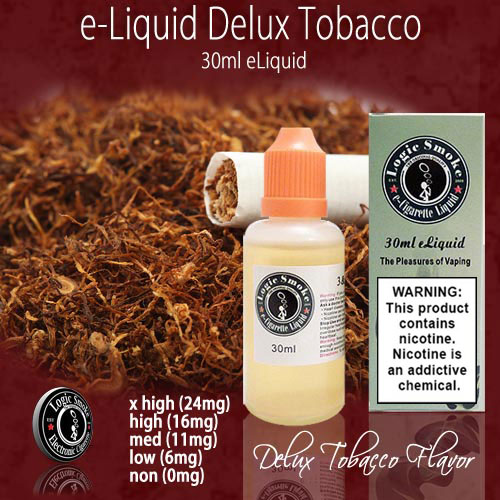 e-Liquid Delux Tobacco
30ml eLiquid
Logic Smoke
e-Cigarette Liquid
30ml eLiquid
The Pleasures of Vaping
WARNING:
This product
contains
nicotine.
Nicotine is
an addictive
chemical.
Logic Smoke
e-Cigarette Liquid
30ml
Logic Smoke
Electronic Cigarettes
x high (24mg)
high (16mg)
med (11mg)
low (6mg)
non (0mg)
Delux Tobacco Flavor